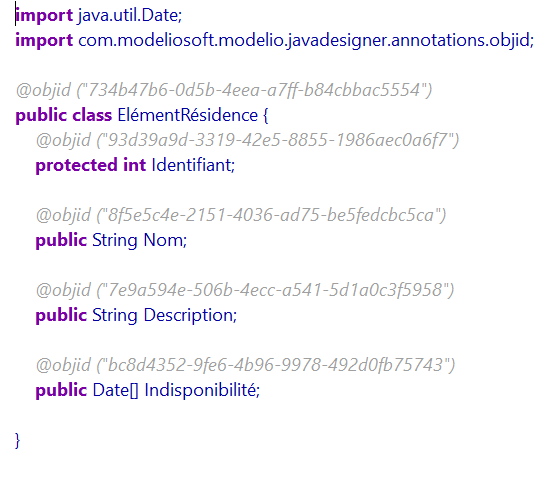 import java.util.Date;
import com.modeliosoft.modelio.javadesigner.annotations.objid;
@objid ("734b47b6-0d5b-4eea-a7ff-b84cbbac5554")
public class ElémentRésidence {
@objid ("93d39a9d-3319-42e5-8855-1986aec0a6f7")
protected int Identifiant;
@objid ("8f5e5c4e-2151-4036-ad75-be5fedcbc5ca")
public String Nom;
@objid ("7e9a594e-506b-4ecc-a541-5d1a0c3f5958")
public String Description;
@objid ("bc8d4352-9fe6-4b96-9978-492d0fb75743")
public Date[] Indisponibilité;
}